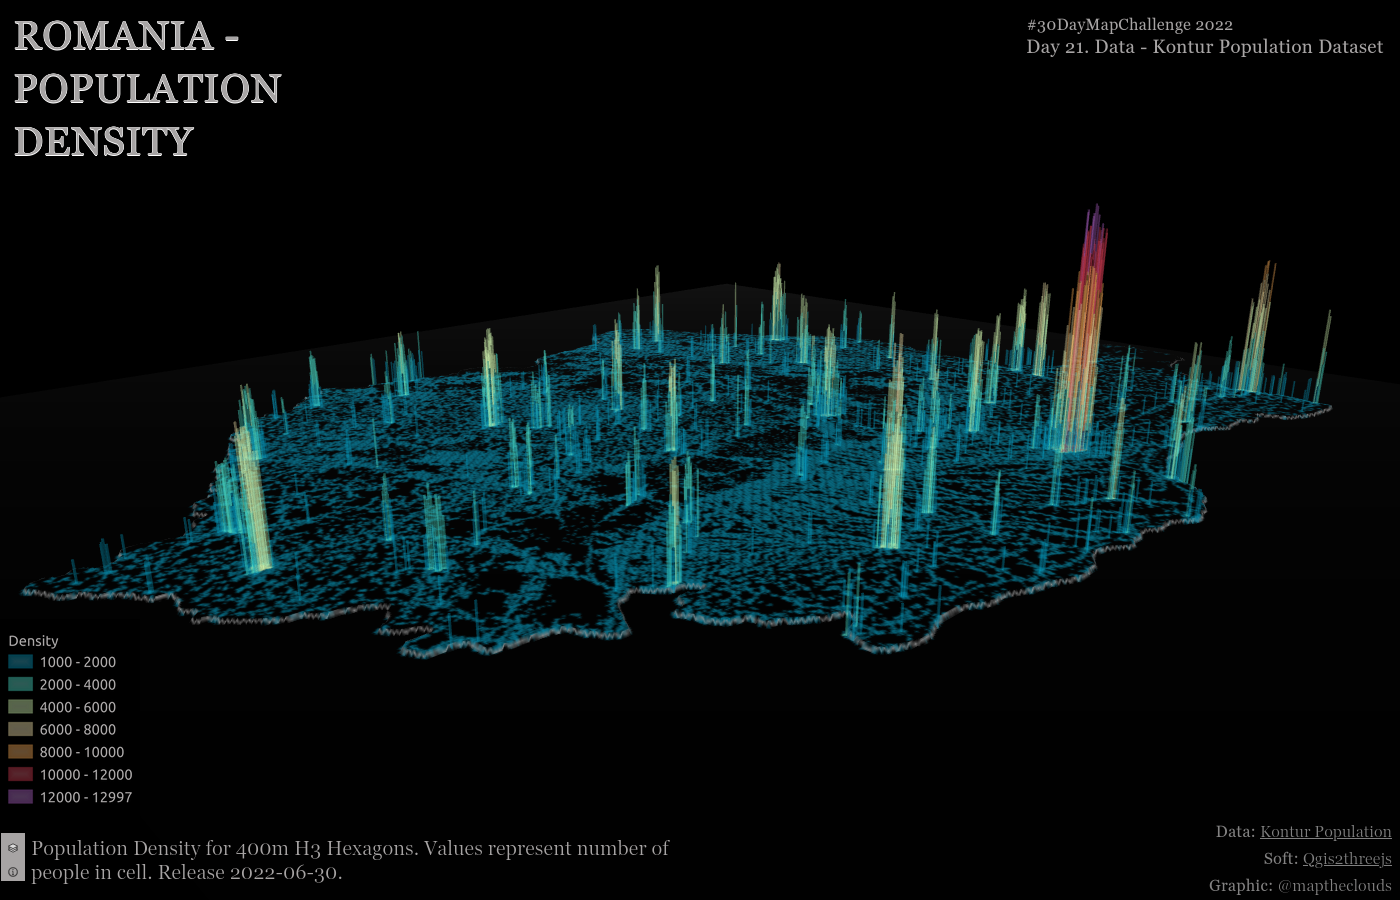 ROMANIA -
POPULATION
DENSITY
#30DayMapChallenge 2022
Day 21. Data - Kontur Population Dataset
Density
1000 - 2000
2000 - 4000
4000 - 6000
6000 - 8000
8000 - 10000
10000 - 12000
12000 - 12997
Population Density for 400m H3 Hexagons. Values represent number of
people in cell. Release 2022-06-30.
Data: Kontur Population
Soft: Qgis2threejs
Graphic: @maptheclouds